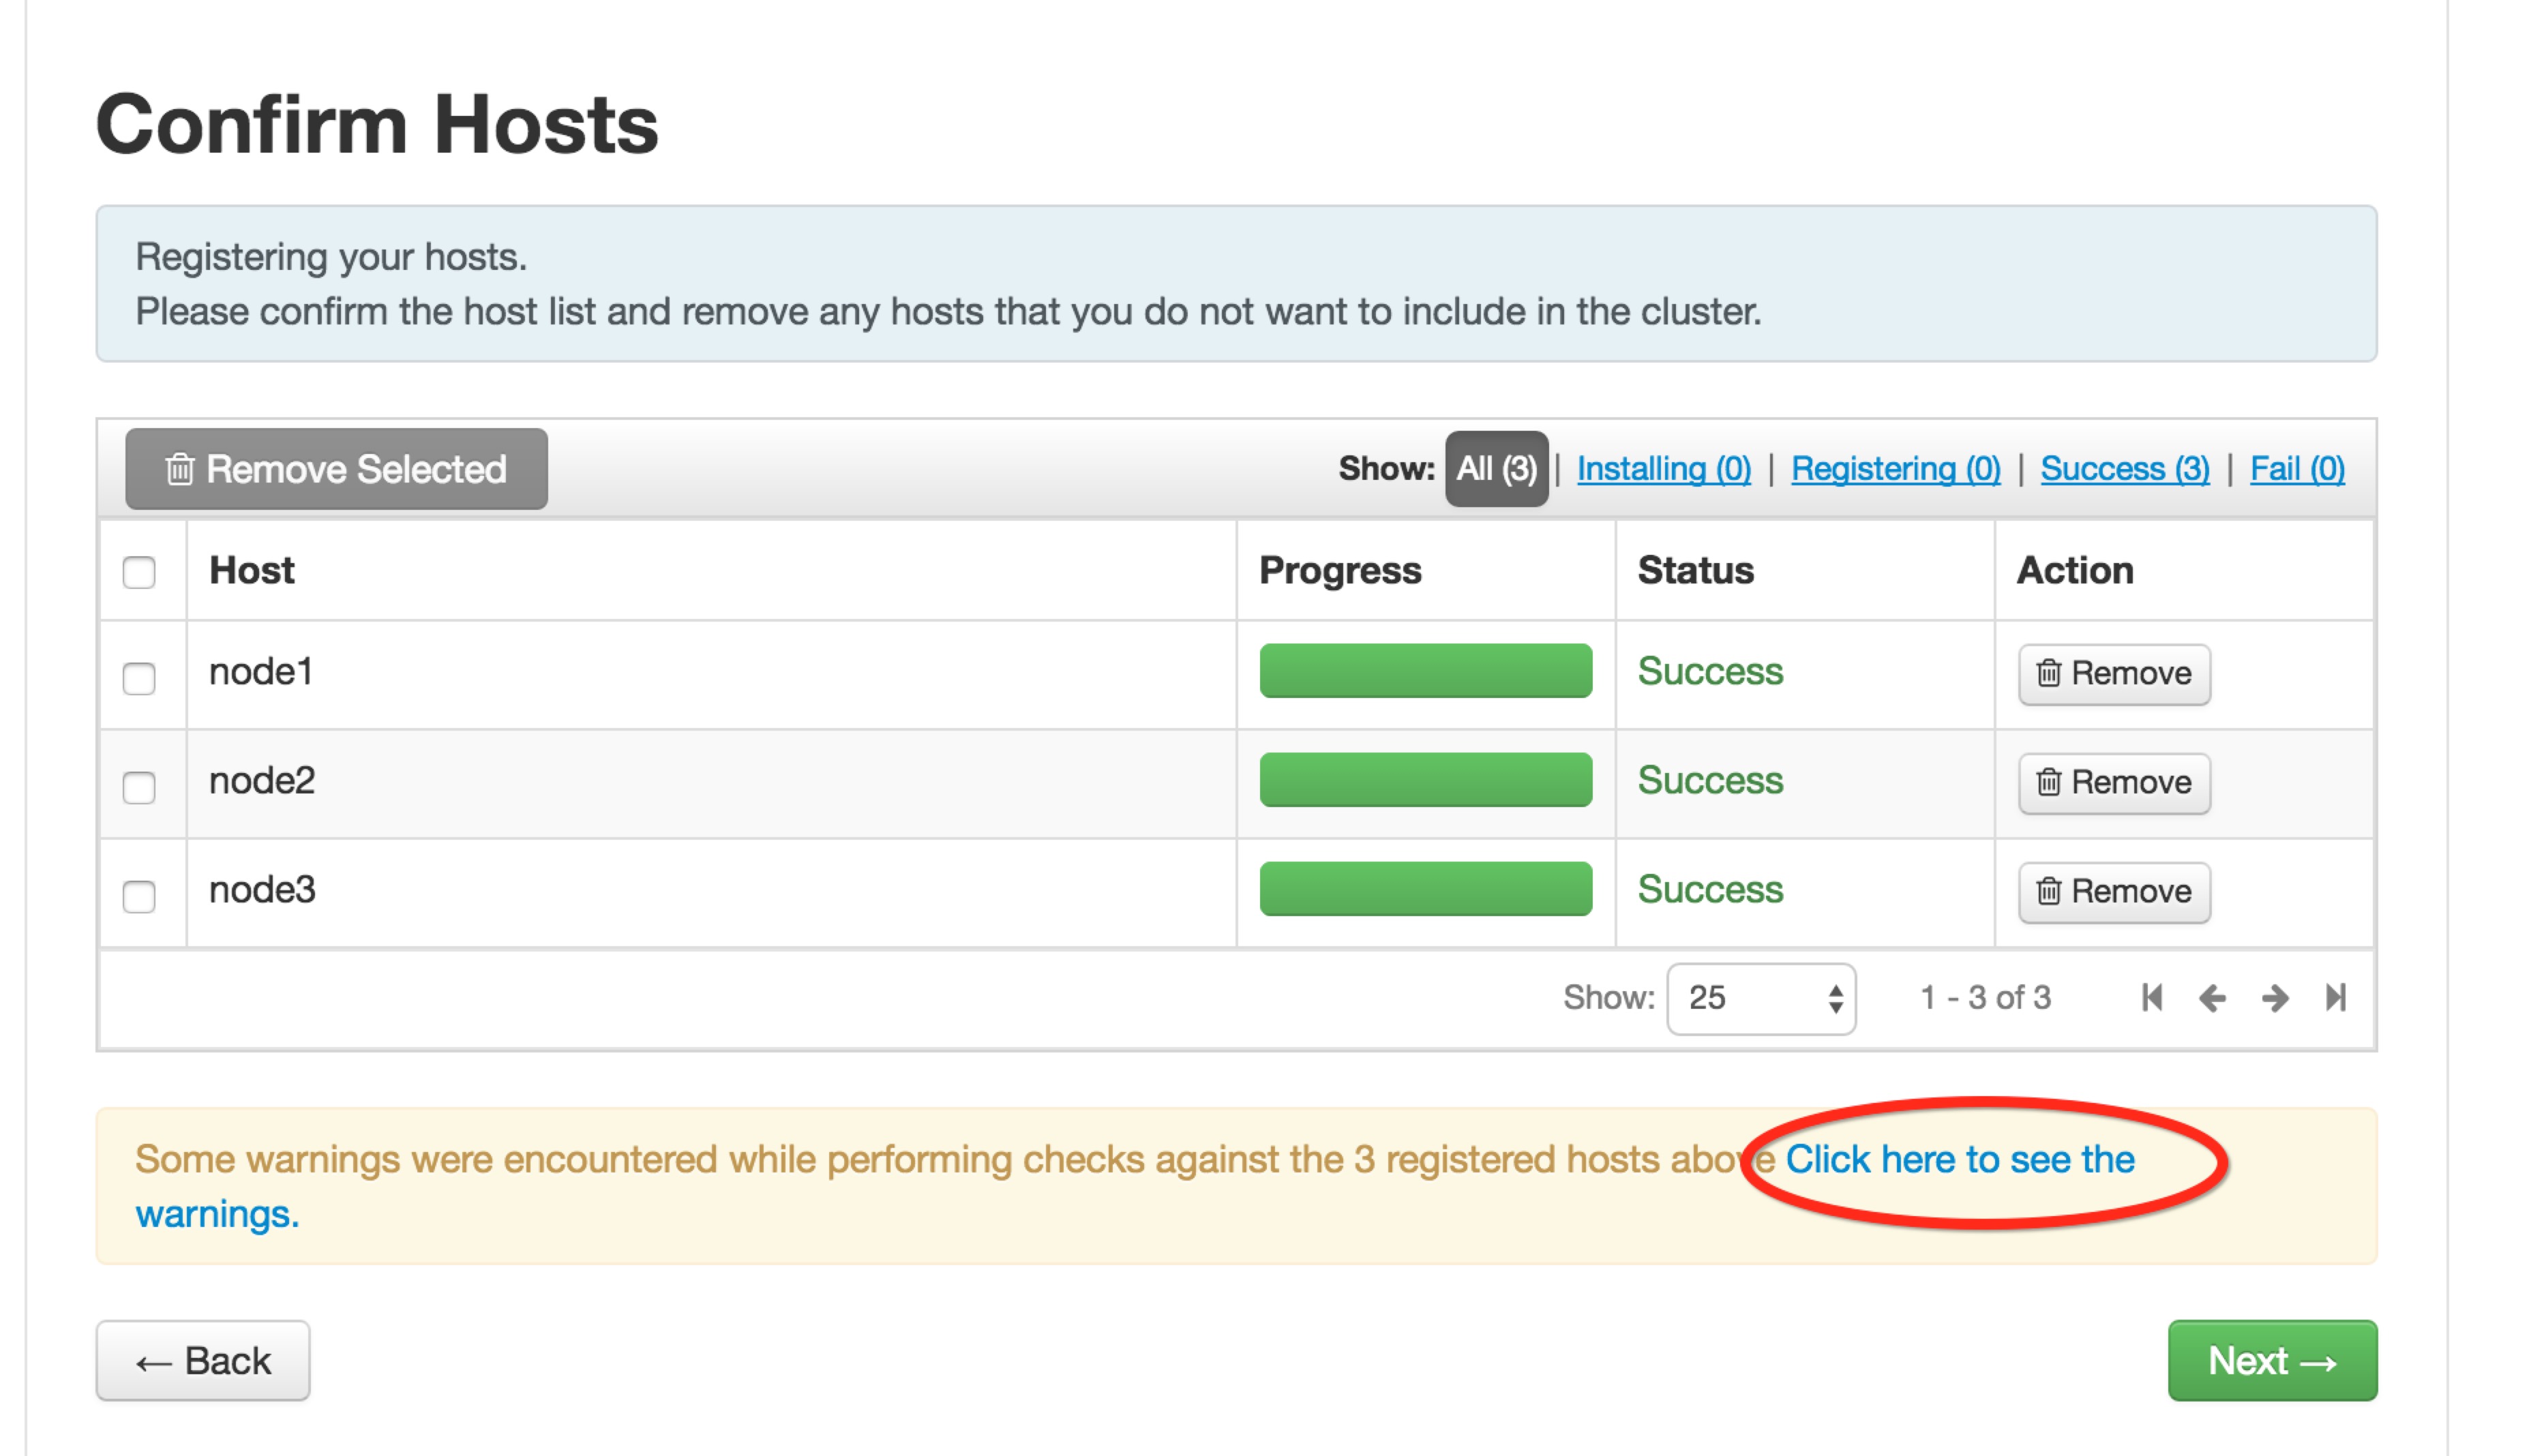 Confirm Hosts
Registering your hosts.
Please confirm the host list and remove any hosts that you do not want to include in the cluster.
Remove Selected Show: All (3) | Installing (0) | Registering (0) | Success (3) | Fail (0)
Host Progress Status Action
node1 Success Remove
node2 Success Remove
node3 Success Remove
Show: 25 1 - 3 of 3
Some warnings were encountered while performing checks against the 3 registered hosts above Click here to see the
warnings.
← Back Next →